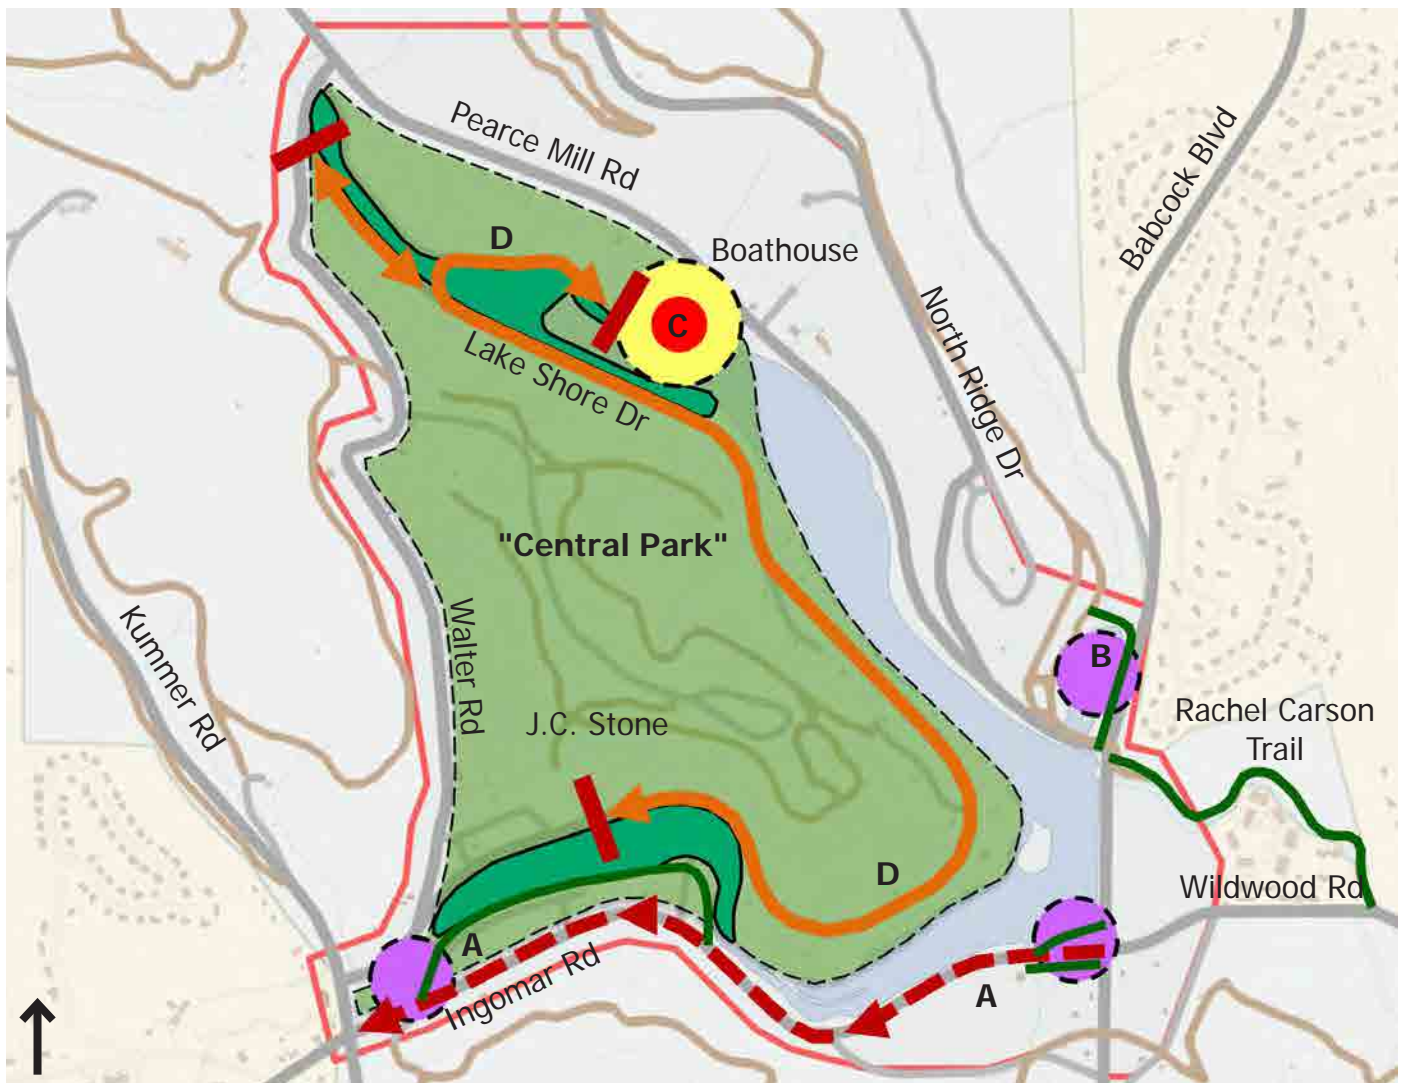 Pearce Mill Rd
Babcock Blvd
D
Boathouse
C
North Ridge Dr
Lake Shore Dr
"Central Park"
Kummer Rd
Walter Rd
B
J.C. Stone
Rachel Carson
Trail
D
Wildwood Rd
A
Ingomar Rd
A